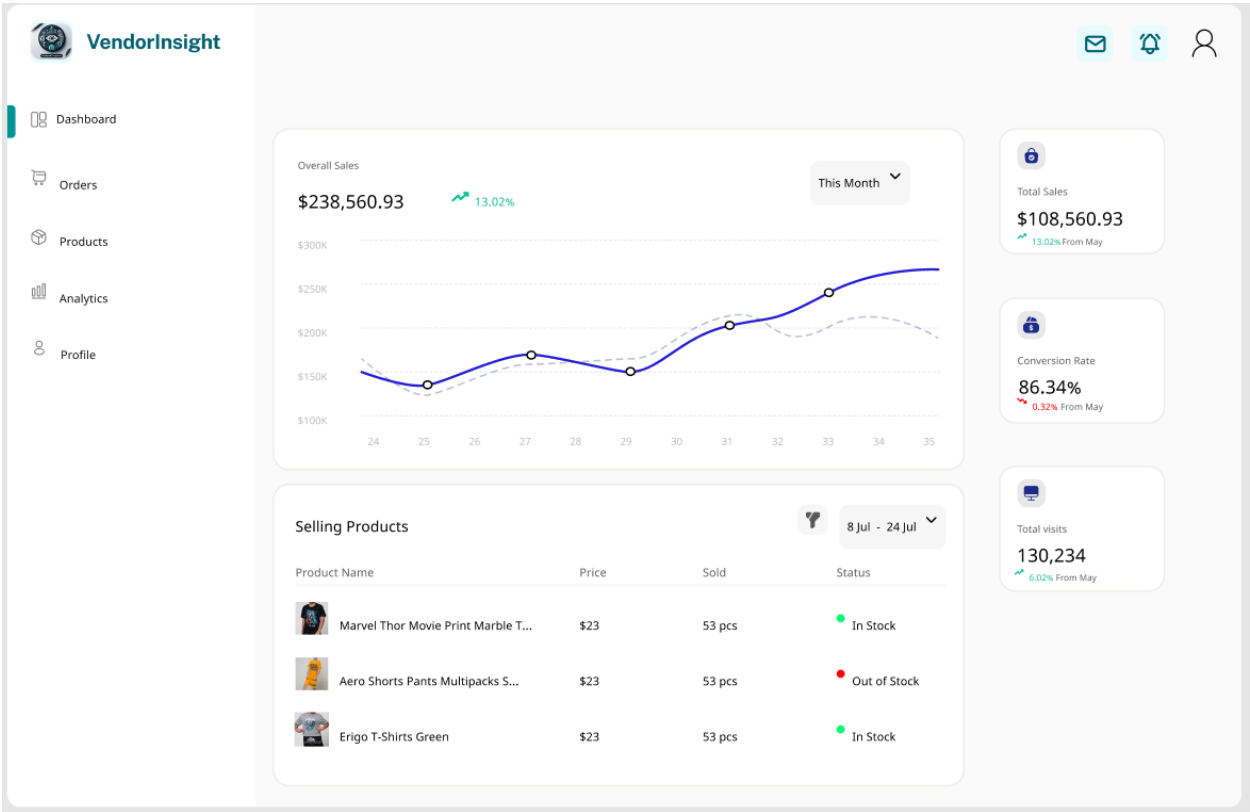 VendorInsight
Dashboard
Orders
Products
Analytics
Profile
Overall Sales
$238,560.93
13.02%
This Month
$300K
$250K
$200K
$150K
$100K
24 25 26 27 28 29 30 31 32 33 34 35
Selling Products
8 Jul - 24 Jul
Product Name Price Sold Status
Marvel Thor Movie Print Marble T... $23 53 pcs In Stock
Aero Shorts Pants Multipacks S... $23 53 pcs Out of Stock
Erigo T-Shirts Green $23 53 pcs In Stock
Total Sales
$108,560.93
13.02% From May
Conversion Rate
86.34%
0.32% From May
Total visits
130,234
6.02% From May